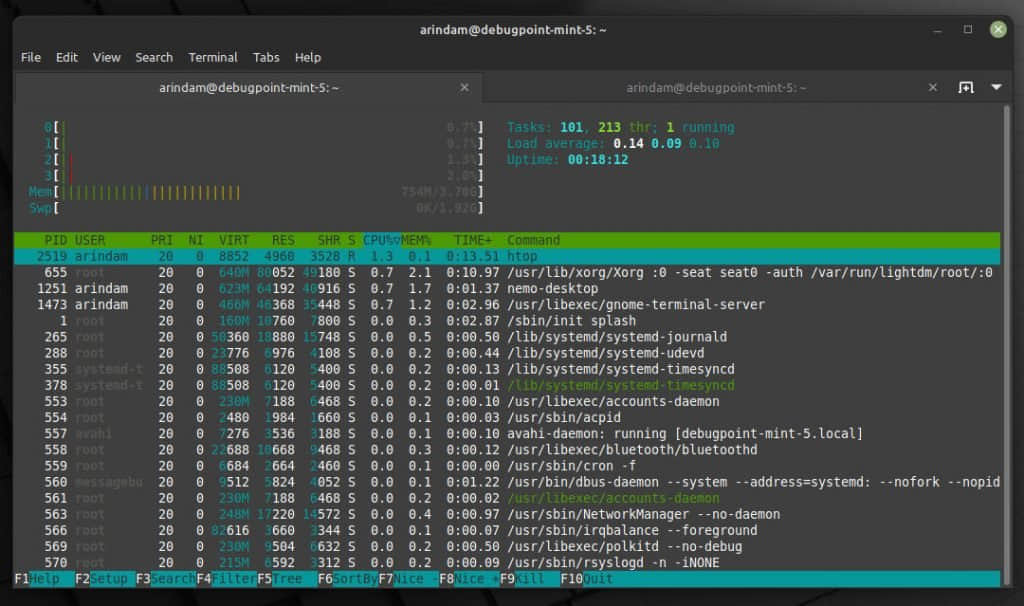 arindam@debugpoint-mint-5: ~
File Edit View Search Terminal Tabs Help
arindam@debugpoint-mint-5: ~ arindam@debugpoint-mint-5: ~
0[ 0.7%] Tasks: 101, 213 thr; 1 running
1[ 0.7%] Load average: 0.14 0.09 0.10
2[ 1.3%] Uptime: 00:18:12
3[ 2.0%]
Mem[ 754M/3.78G]
Swp[ 0K/1.92G]
PID USER PRI NI VIRT RES SHR S CPU%▽MEM% TIME+ Command
2519 arindam 20 0 8852 4960 3528 R 1.3 0.1 0:13.51 htop
655 root 20 0 640M 80052 49180 S 0.7 2.1 0:10.97 /usr/lib/xorg/Xorg :0 -seat seat0 -auth /var/run/lightdm/root/:0
1251 arindam 20 0 623M 64192 40916 S 0.7 1.7 0:01.37 nemo-desktop
1473 arindam 20 0 466M 46368 35448 S 0.7 1.2 0:02.96 /usr/libexec/gnome-terminal-server
1 root 20 0 160M 10760 7800 S 0.0 0.3 0:02.87 /sbin/init splash
265 root 20 0 50360 18880 15748 S 0.0 0.5 0:00.50 /lib/systemd/systemd-journald
288 root 20 0 23776 6976 4108 S 0.0 0.2 0:00.44 /lib/systemd/systemd-udevd
355 systemd-t 20 0 88508 6120 5400 S 0.0 0.2 0:00.13 /lib/systemd/systemd-timesyncd
378 systemd-t 20 0 88508 6120 5400 S 0.0 0.2 0:00.01 /lib/systemd/systemd-timesyncd
553 root 20 0 230M 7188 6468 S 0.0 0.2 0:00.10 /usr/libexec/accounts-daemon
554 root 20 0 2480 1984 1660 S 0.0 0.1 0:00.03 /usr/sbin/acpid
557 avahi 20 0 7276 3536 3188 S 0.0 0.1 0:00.10 avahi-daemon: running [debugpoint-mint-5.local]
558 root 20 0 22688 10668 9468 S 0.0 0.3 0:00.12 /usr/libexec/bluetooth/bluetoothd
559 root 20 0 6684 2664 2460 S 0.0 0.1 0:00.00 /usr/sbin/cron -f
560 messagebu 20 0 9512 5824 4052 S 0.0 0.1 0:01.22 /usr/bin/dbus-daemon --system --address=systemd: --nofork --nopid
561 root 20 0 230M 7188 6468 S 0.0 0.2 0:00.02 /usr/libexec/accounts-daemon
563 root 20 0 248M 17220 14572 S 0.0 0.4 0:00.97 /usr/sbin/NetworkManager --no-daemon
566 root 20 0 82616 3660 3344 S 0.0 0.1 0:00.07 /usr/sbin/irqbalance --foreground
569 root 20 0 230M 9504 6632 S 0.0 0.2 0:00.50 /usr/libexec/polkitd --no-debug
570 root 20 0 215M 6592 3312 S 0.0 0.2 0:00.09 /usr/sbin/rsyslogd -n -iNONE
F1Help F2Setup F3SearchF4FilterF5Tree F6SortByF7Nice -F8Nice +F9Kill F10Quit